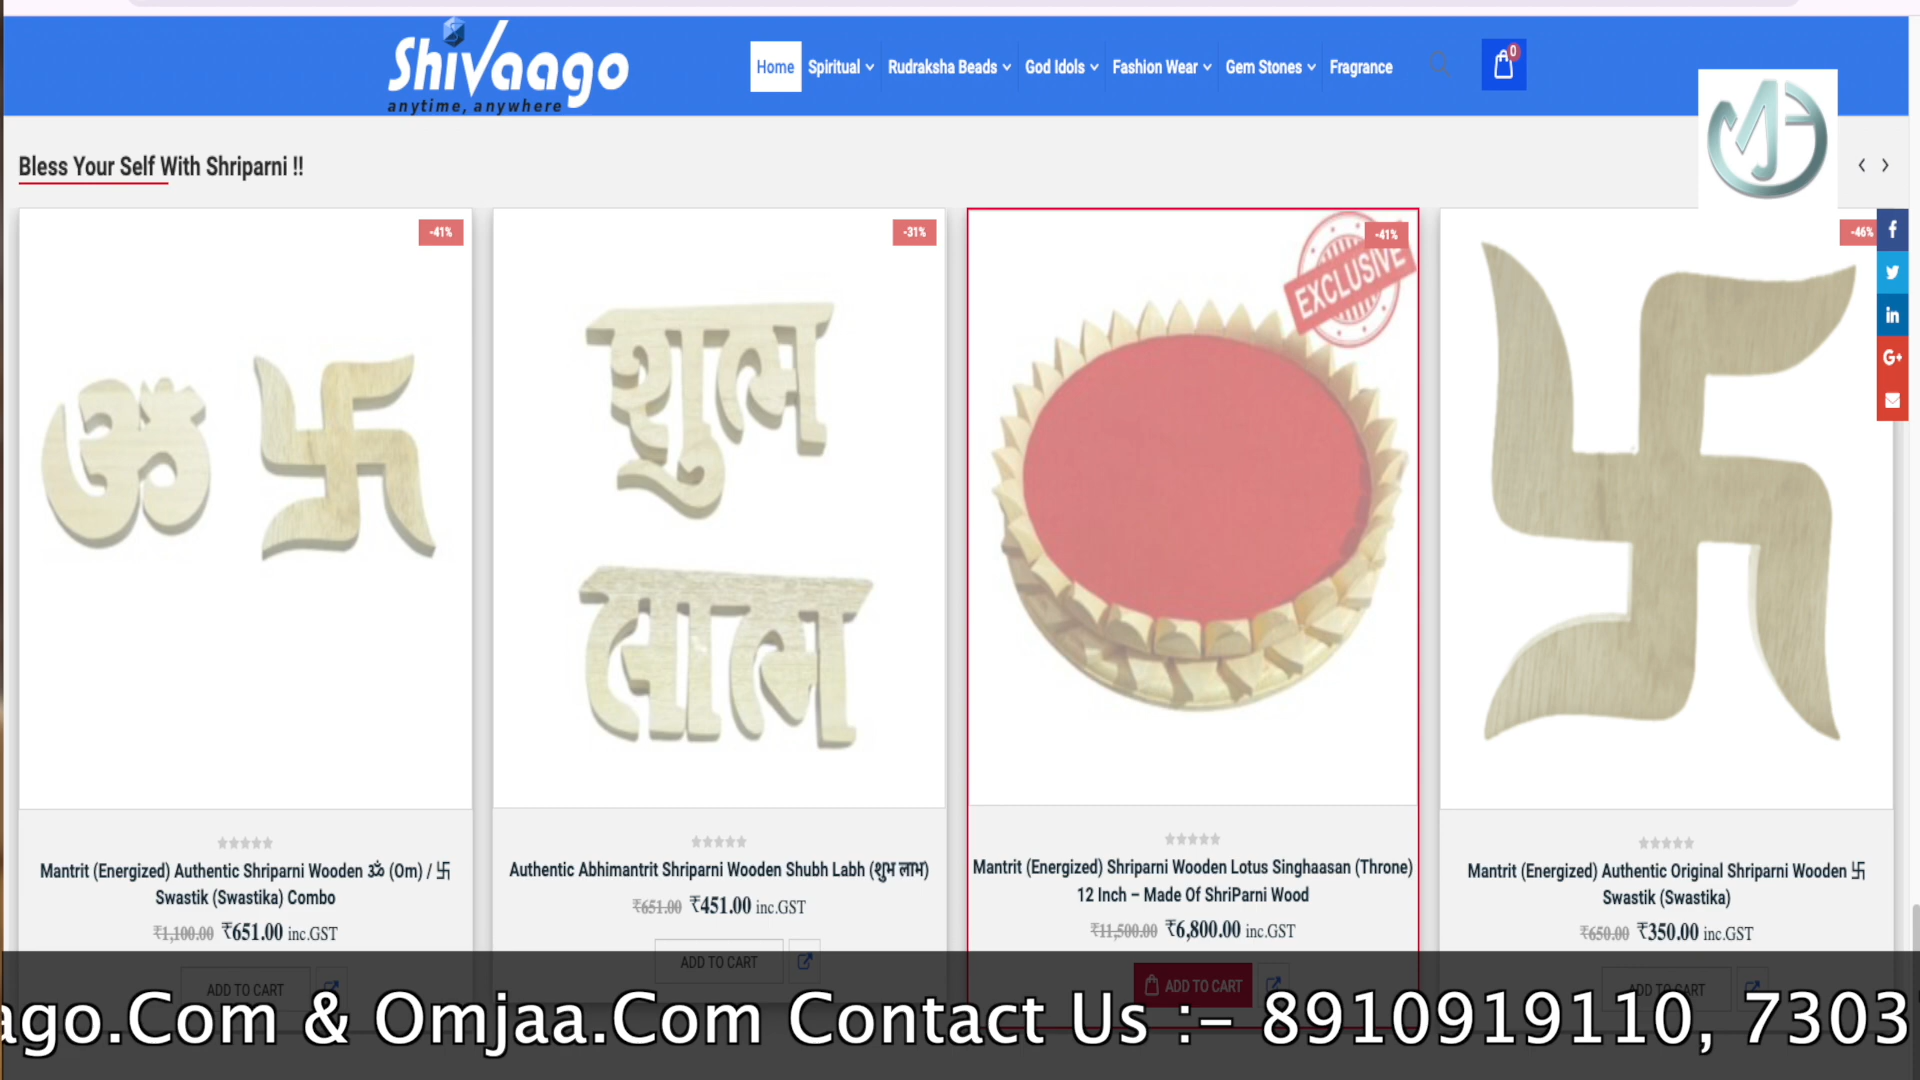 Shivaago
anytime, anywhere
Home Spiritual Rudraksha Beads God Idols Fashion Wear Gem Stones Fragrance
0
Bless Your Self With Shriparni !!
-41%
-31%
-41%
-46%
EXCLUSIVE
शुभ
लाभ
Mantrit (Energized) Authentic Shriparni Wooden ॐ (Om) / 卐
Swastik (Swastika) Combo
₹1,100.00 ₹651.00 inc.GST
ADD TO CART
Authentic Abhimantrit Shriparni Wooden Shubh Labh (शुभ लाभ)
₹651.00 ₹451.00 inc.GST
ADD TO CART
Mantrit (Energized) Shriparni Wooden Lotus Singhaasan (Throne)
12 Inch – Made Of ShriParni Wood
₹11,500.00 ₹6,800.00 inc.GST
ADD TO CART
Mantrit (Energized) Authentic Original Shriparni Wooden 卐
Swastik (Swastika)
₹650.00 ₹350.00 inc.GST
ADD TO CART
ago.Com & Omjaa.Com Contact Us :– 8910919110, 7303